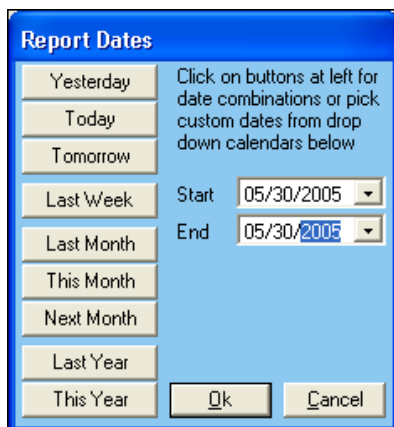 Report Dates
Yesterday
Today
Tomorrow
Last Week
Last Month
This Month
Next Month
Last Year
This Year
Click on buttons at left for
date combinations or pick
custom dates from drop
down calendars below
Start 05/30/2005
End 05/30/2005
Ok Cancel